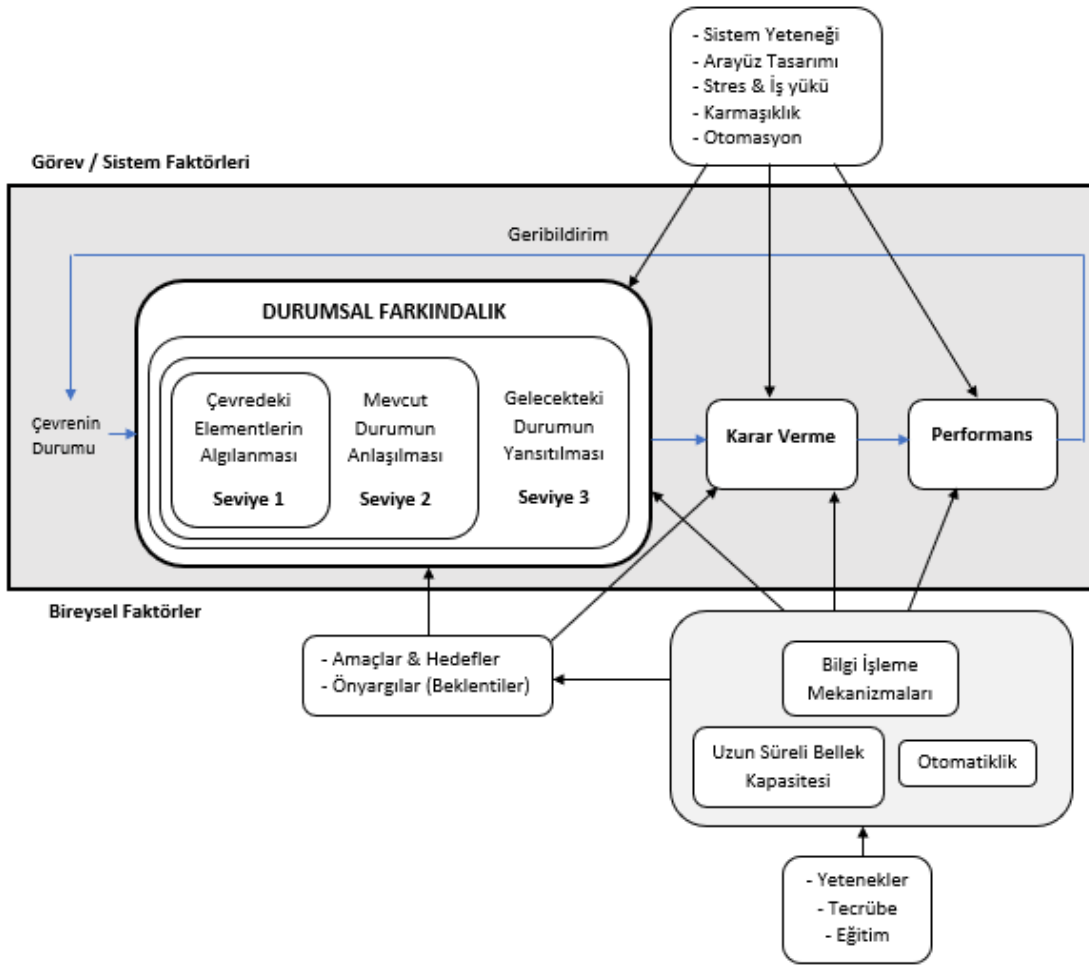 - Sistem Yeteneği
- Arayüz Tasarımı
- Stres & İş yükü
- Karmaşıklık
- Otomasyon
Görev / Sistem Faktörleri
Geribildirim
DURUMSAL FARKINDALIK
Çevrenin
Durumu
Çevredeki
Elementlerin
Algılanması
Seviye 1
Mevcut
Durumun
Anlaşılması
Seviye 2
Gelecekteki
Durumun
Yansıtılması
Seviye 3
Karar Verme
Performans
Bireysel Faktörler
- Amaçlar & Hedefler
- Önyargılar (Beklentiler)
Bilgi İşleme
Mekanizmaları
Uzun Süreli Bellek
Kapasitesi
Otomatiklik
- Yetenekler
- Tecrübe
- Eğitim